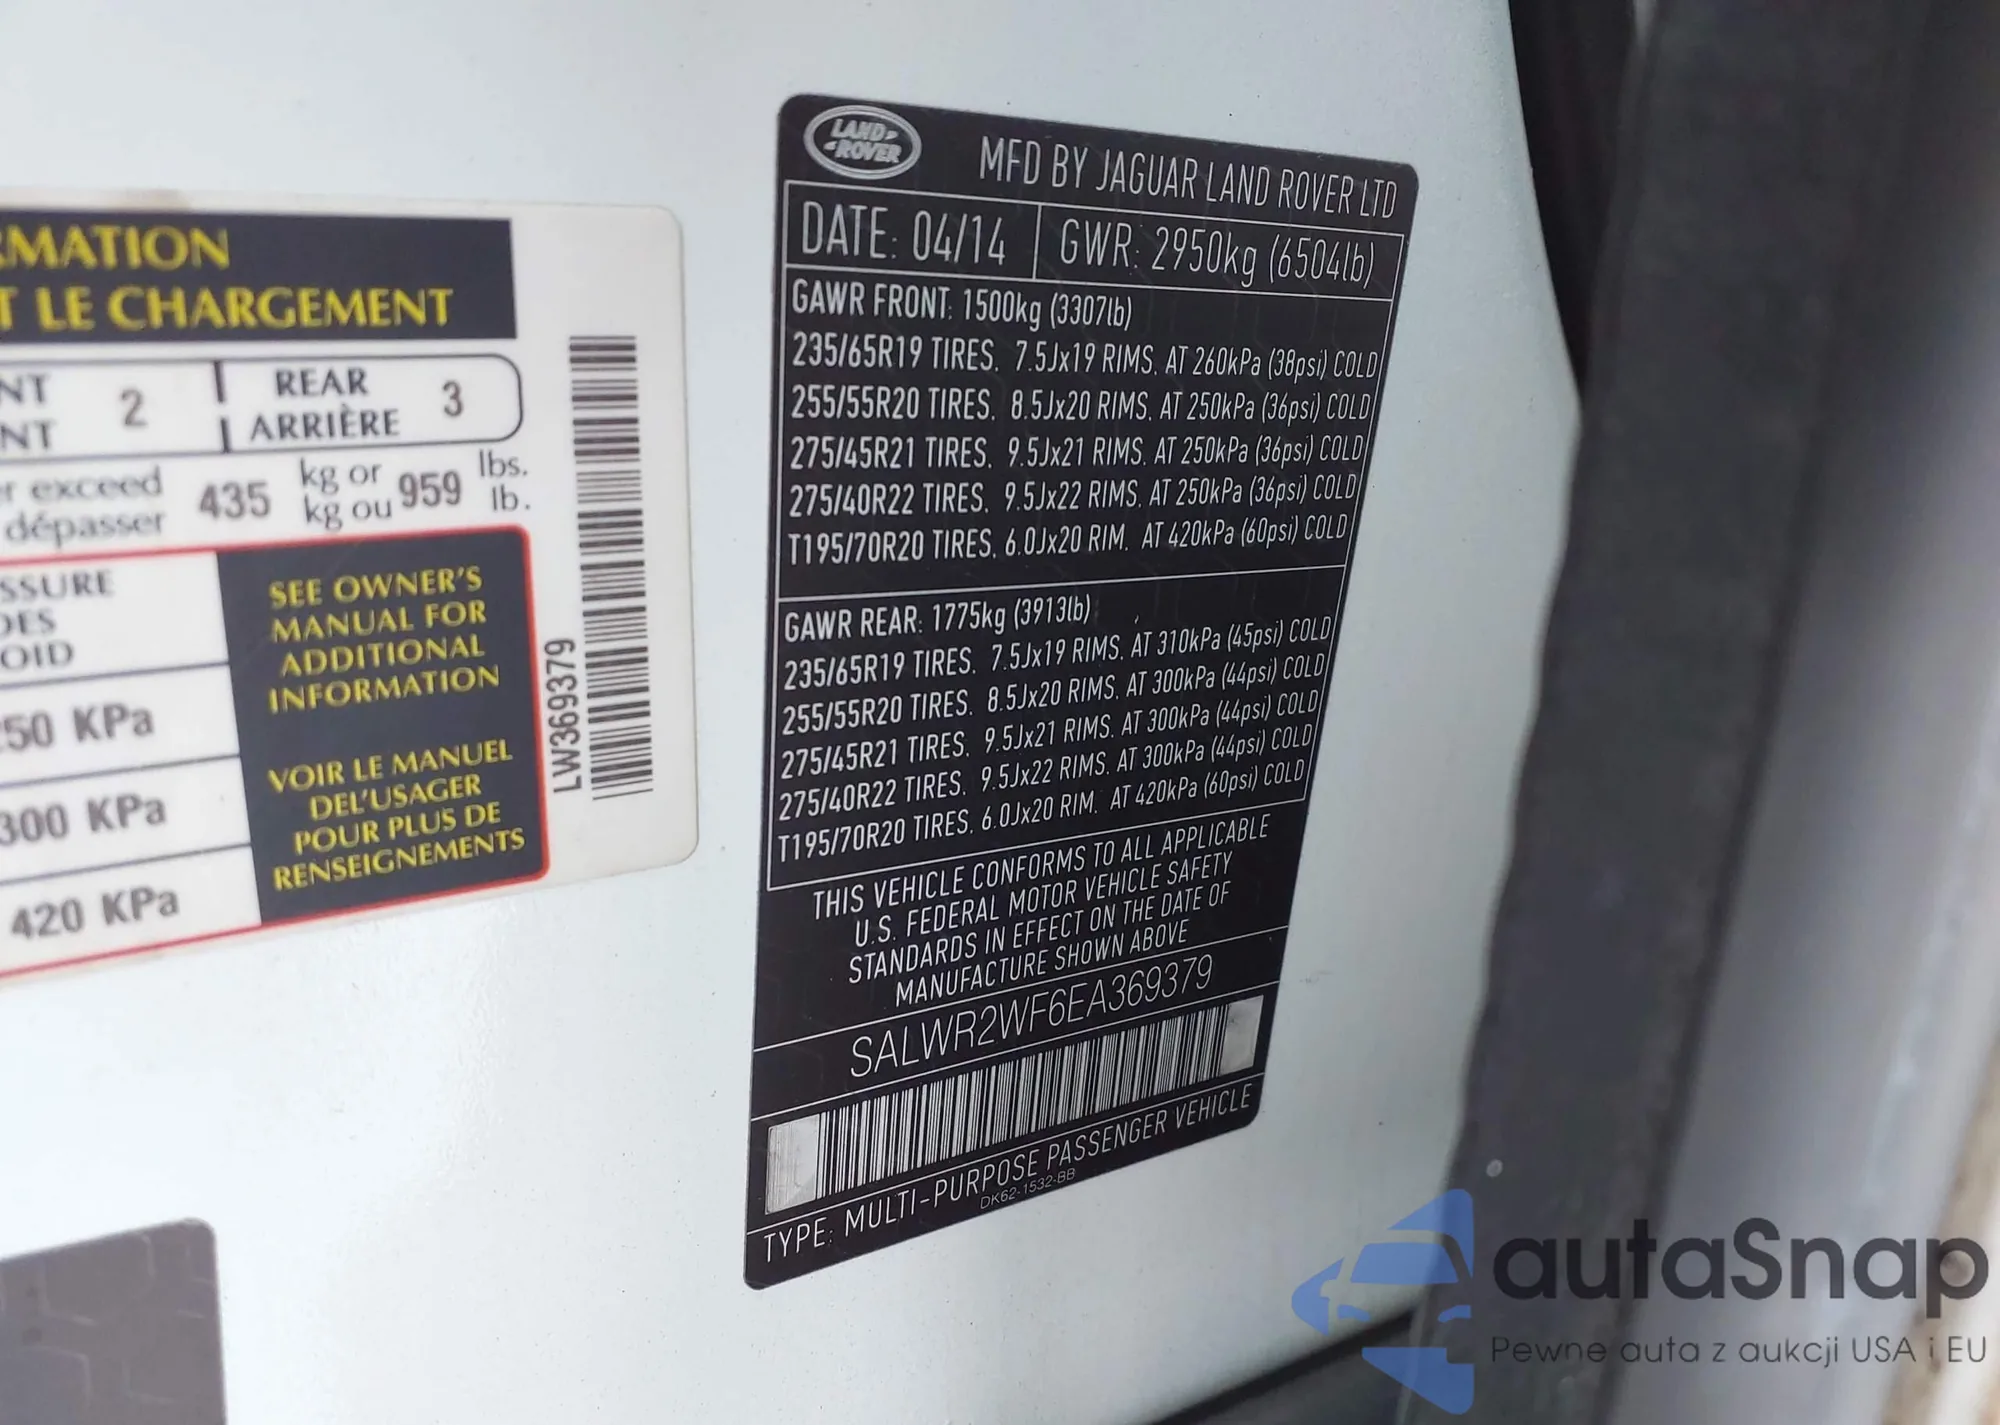 RMATION
T LE CHARGEMENT
NT 2 REAR 3
NT ARRIÈRE
r exceed 435 kg or 959 lbs.
dépasser kg ou lb.
SSURE
DES
OID
50 KPa
300 KPa
420 KPa
SEE OWNER'S
MANUAL FOR
ADDITIONAL
INFORMATION
VOIR LE MANUEL
DEL'USAGER
POUR PLUS DE
RENSEIGNEMENTS
LW369379
LAND
ROVER
MFD BY JAGUAR LAND ROVER LTD
DATE: 04/14 GWR: 2950kg (6504lb)
GAWR FRONT: 1500kg (3307lb)
235/65R19 TIRES. 7.5Jx19 RIMS. AT 260kPa (38psi) COLD
255/55R20 TIRES. 8.5Jx20 RIMS. AT 250kPa (36psi) COLD
275/45R21 TIRES. 9.5Jx21 RIMS. AT 250kPa (36psi) COLD
275/40R22 TIRES. 9.5Jx22 RIMS. AT 250kPa (36psi) COLD
T195/70R20 TIRES. 6.0Jx20 RIM. AT 420kPa (60psi) COLD
GAWR REAR: 1775kg (3913lb)
235/65R19 TIRES. 7.5Jx19 RIMS. AT 310kPa (45psi) COLD
255/55R20 TIRES. 8.5Jx20 RIMS. AT 300kPa (44psi) COLD
275/45R21 TIRES. 9.5Jx21 RIMS. AT 300kPa (44psi) COLD
275/40R22 TIRES. 9.5Jx22 RIMS. AT 300kPa (44psi) COLD
T195/70R20 TIRES. 6.0Jx20 RIM. AT 420kPa (60psi) COLD
THIS VEHICLE CONFORMS TO ALL APPLICABLE
U.S. FEDERAL MOTOR VEHICLE SAFETY
STANDARDS IN EFFECT ON THE DATE OF
MANUFACTURE SHOWN ABOVE
SALWR2WF6EA369379
TYPE: MULTI-PURPOSE PASSENGER VEHICLE
DK62-1532-BB
autaSnap
Pewne auta z aukcji USA i EU